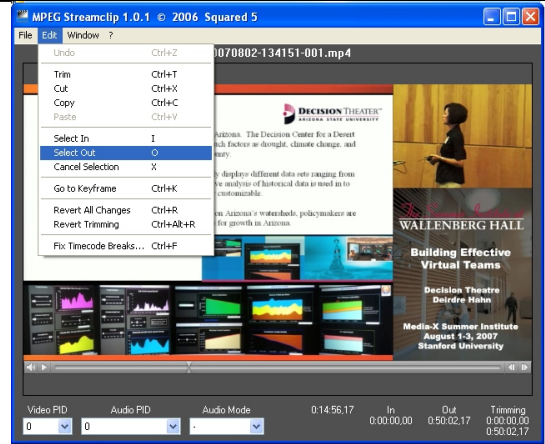 MPEG Streamclip 1.0.1 © 2006 Squared 5
File Edit Window ?
0070802-134151-001.mp4
Undo Ctrl+Z
Trim Ctrl+T
Cut Ctrl+X
Copy Ctrl+C
Paste Ctrl+V
Select In I
Select Out O
Cancel Selection X
Go to Keyframe Ctrl+K
Revert All Changes Ctrl+R
Revert Trimming Ctrl+Alt+R
Fix Timecode Breaks... Ctrl+F
DECISION THEATER™
ARIZONA STATE UNIVERSITY
Arizona. The Decision Center for a Desert
such factors as drought, climate change, and
displays different data sets ranging from
analysis of historical data is used in to
customizable.
on Arizona's watersheds, policymakers are
for growth in Arizona.
WALLENBERG HALL
Building Effective
Virtual Teams
Decision Theatre
Deirdre Hahn
Media-X Summer Institute
August 1-3, 2007
Stanford University
Video PID Audio PID Audio Mode 0:14:56,17 In Out Trimming
0:00:00,00 0:50:02,17 0:00:00,00
0 0 - 0:50:02,17